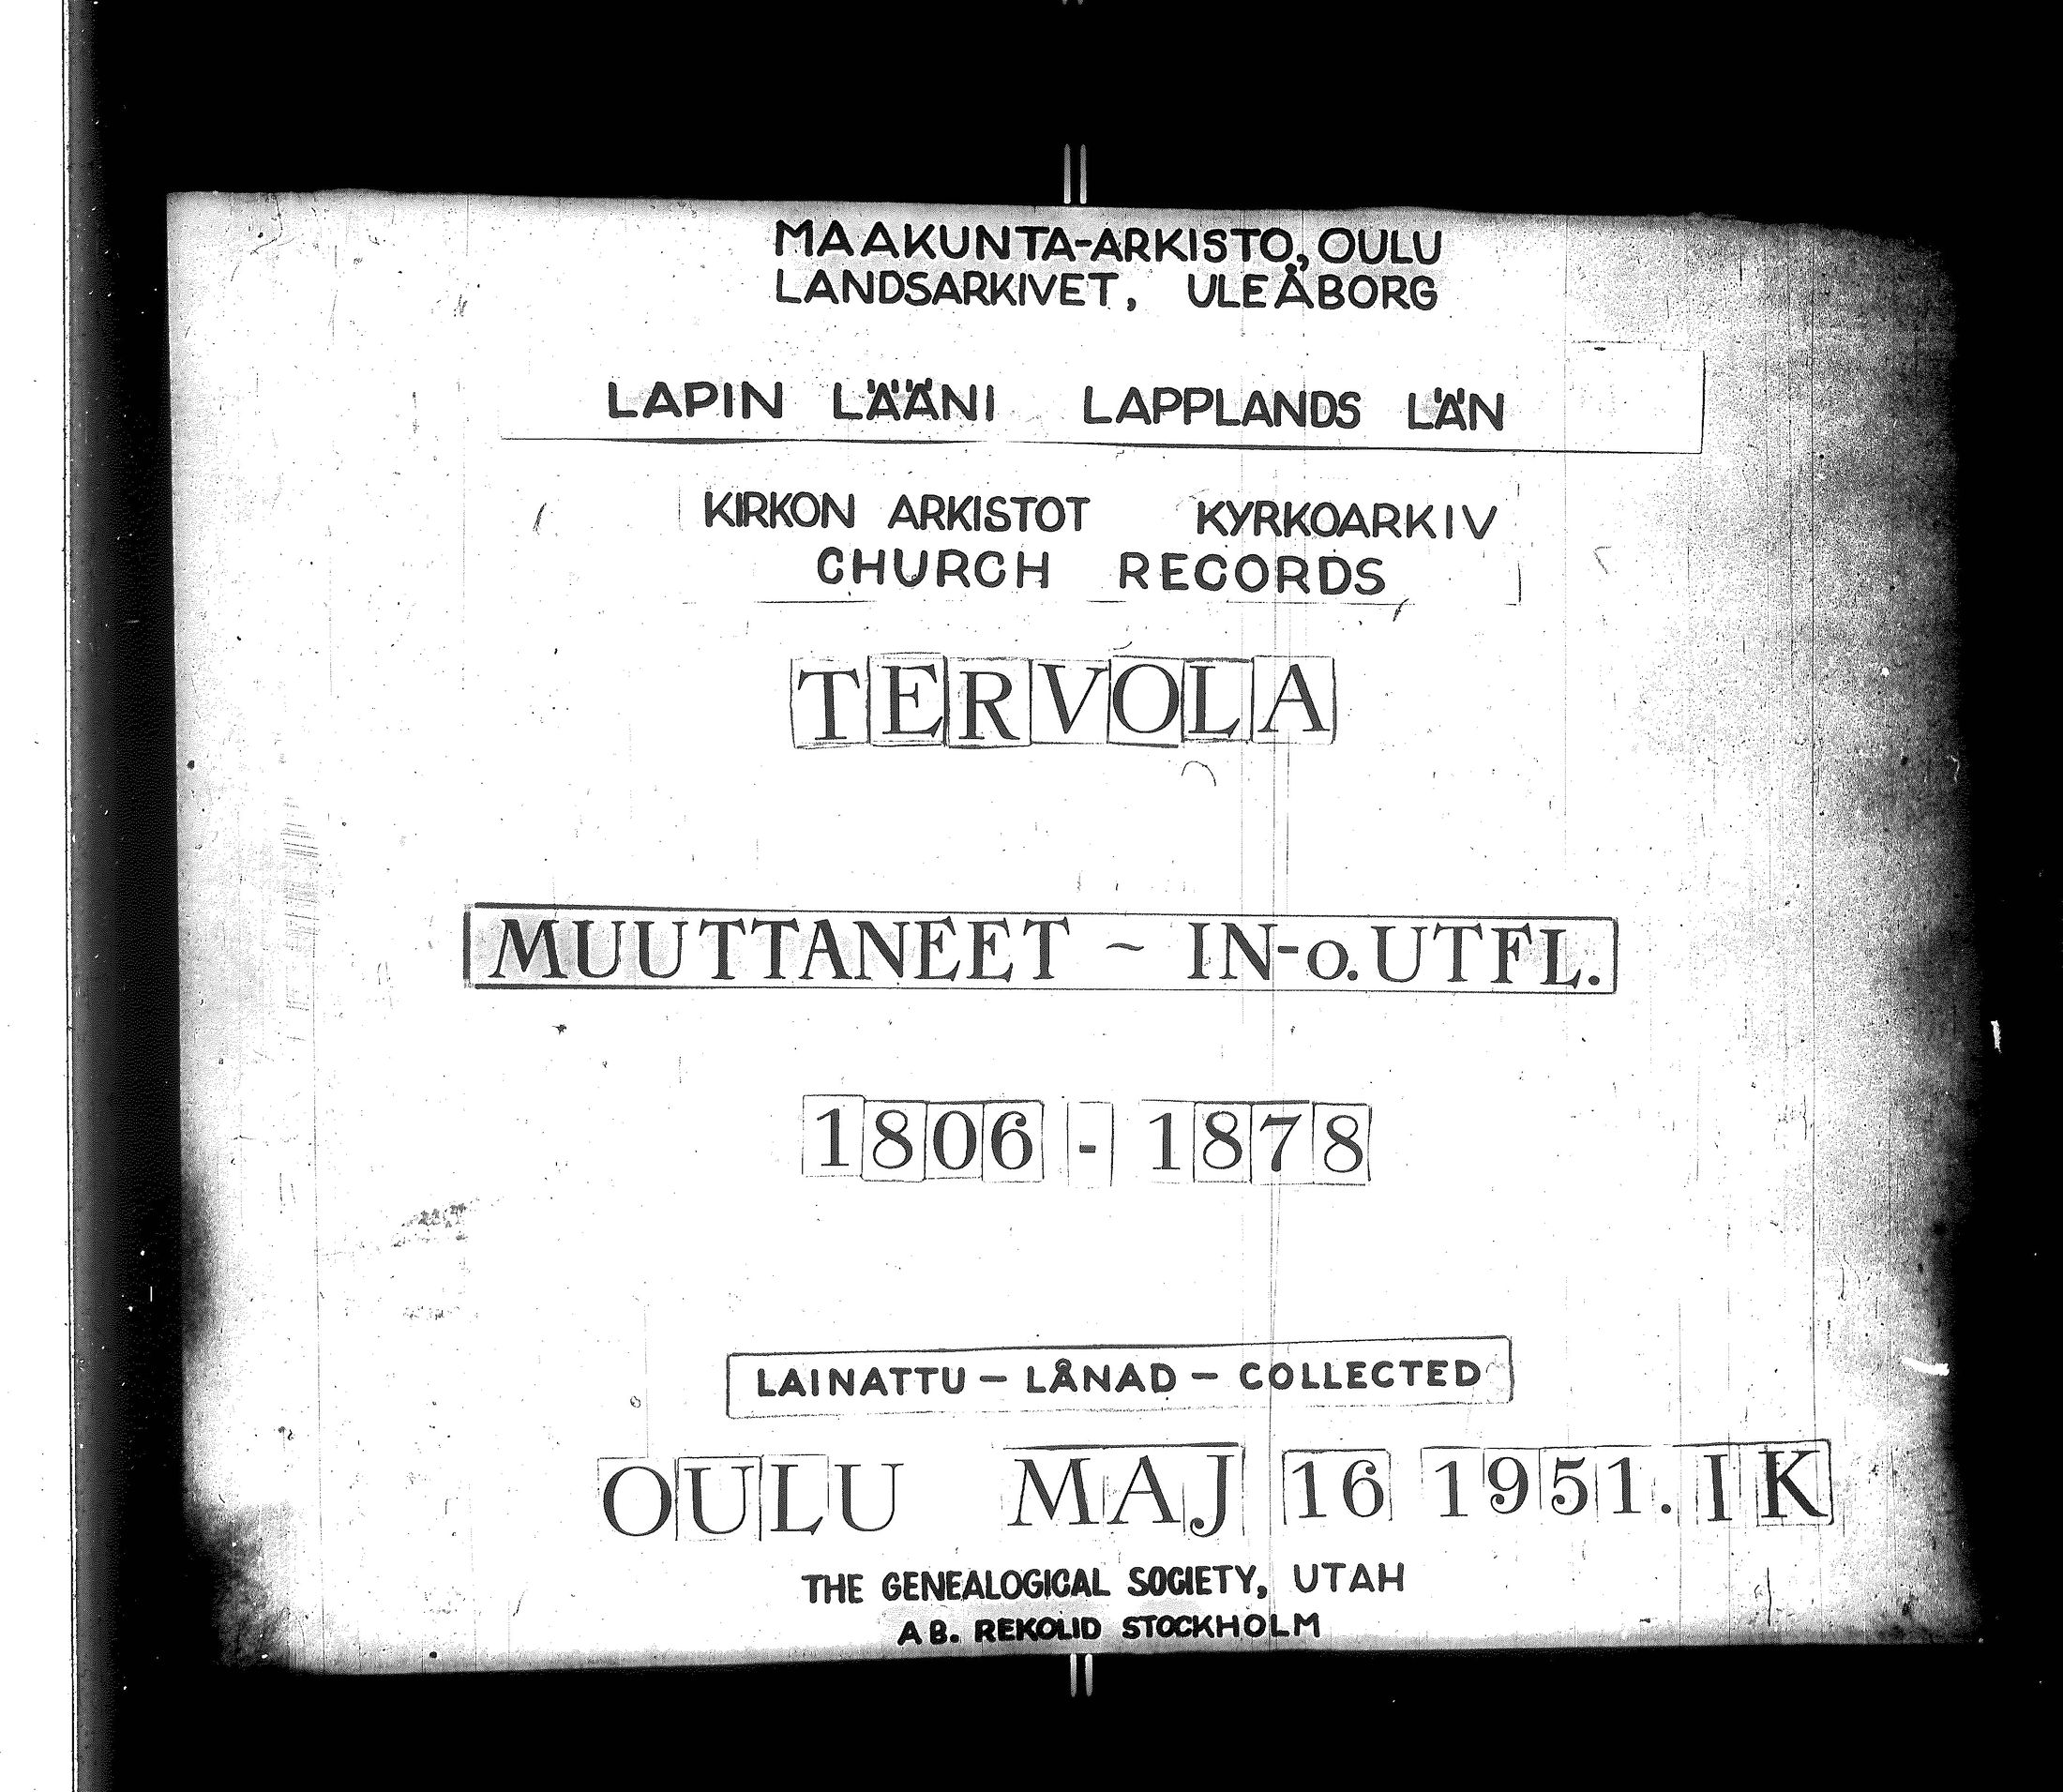 MAAKUNTA-ARKISTO, OULU
LANDSARKIVET, ULEÅBORG
LAPIN LÄÄNI LAPPLANDS LÄN
KIRKON ARKISTOT KYRKOARKIV
CHURCH RECORDS
TERVOLA
MUUTTANEET ~ IN-o. UTFL.
1806 - 1878
LAINATTU – LÅNAD – COLLECTED
OULU MAJ 16 1951. IK
THE GENEALOGICAL SOCIETY, UTAH
AB. REKOLID STOCKHOLM